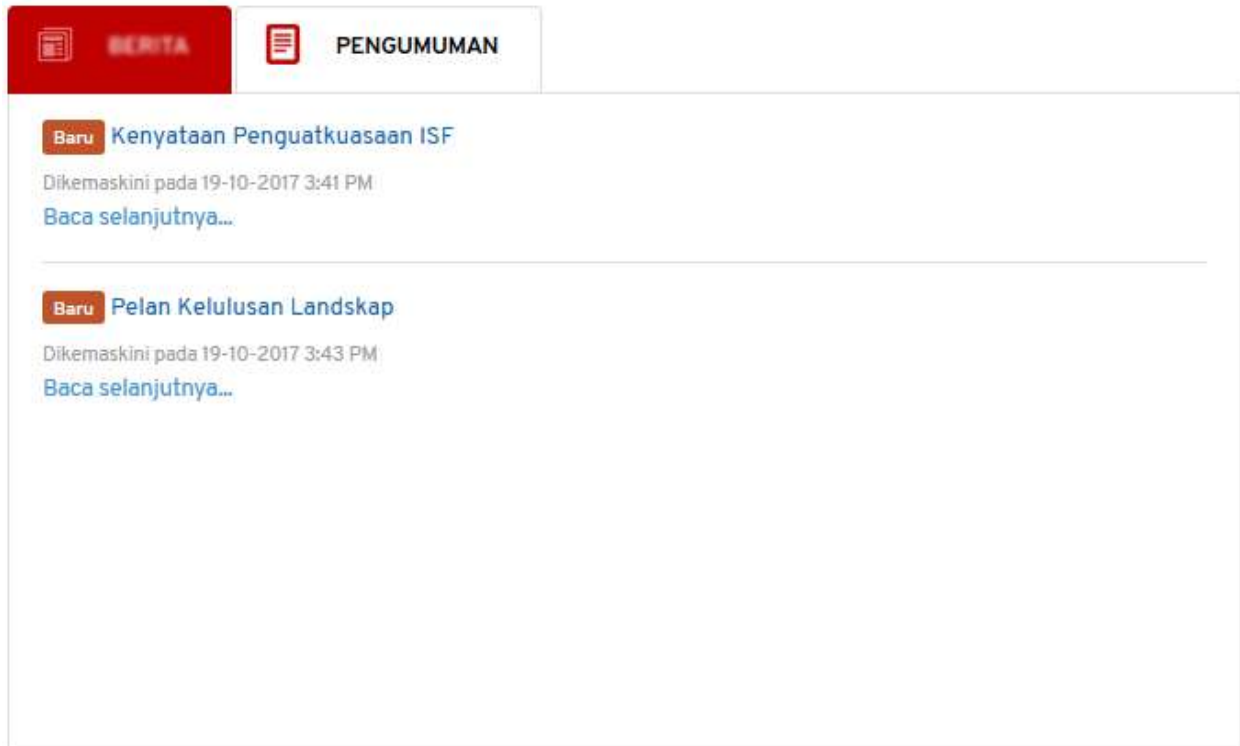 BERITA
PENGUMUMAN
Baru Kenyataan Penguatkuasaan ISF
Dikemaskini pada 19-10-2017 3:41 PM
Baca selanjutnya...
Baru Pelan Kelulusan Landskap
Dikemaskini pada 19-10-2017 3:43 PM
Baca selanjutnya...